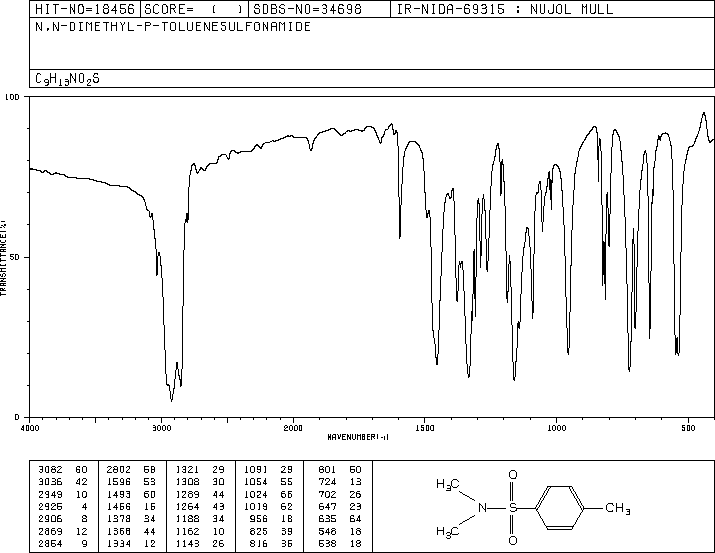 HIT-NO=18456 SCORE= ( ) SDBS-NO=34698 IR-NIDA-69315 : NUJOL MULL
N,N-DIMETHYL-P-TOLUENESULFONAMIDE
C9H13NO2S
100
50
0
TRANSMITTANCE(%)
4000 3000 2000 1500 1000 500
WAVENUMBER(-1)
3082 60 2802 58 1321 29 1091 29 801 50
3036 42 1596 53 1308 30 1054 55 724 13
2949 10 1493 60 1289 44 1024 66 702 26
2925 4 1456 15 1264 43 1019 62 647 23
2906 8 1378 34 1188 34 956 18 635 64
2869 12 1368 44 1162 10 825 39 548 18
2854 9 1334 12 1143 26 816 35 538 18
O
H3C
N S CH3
H3C
O